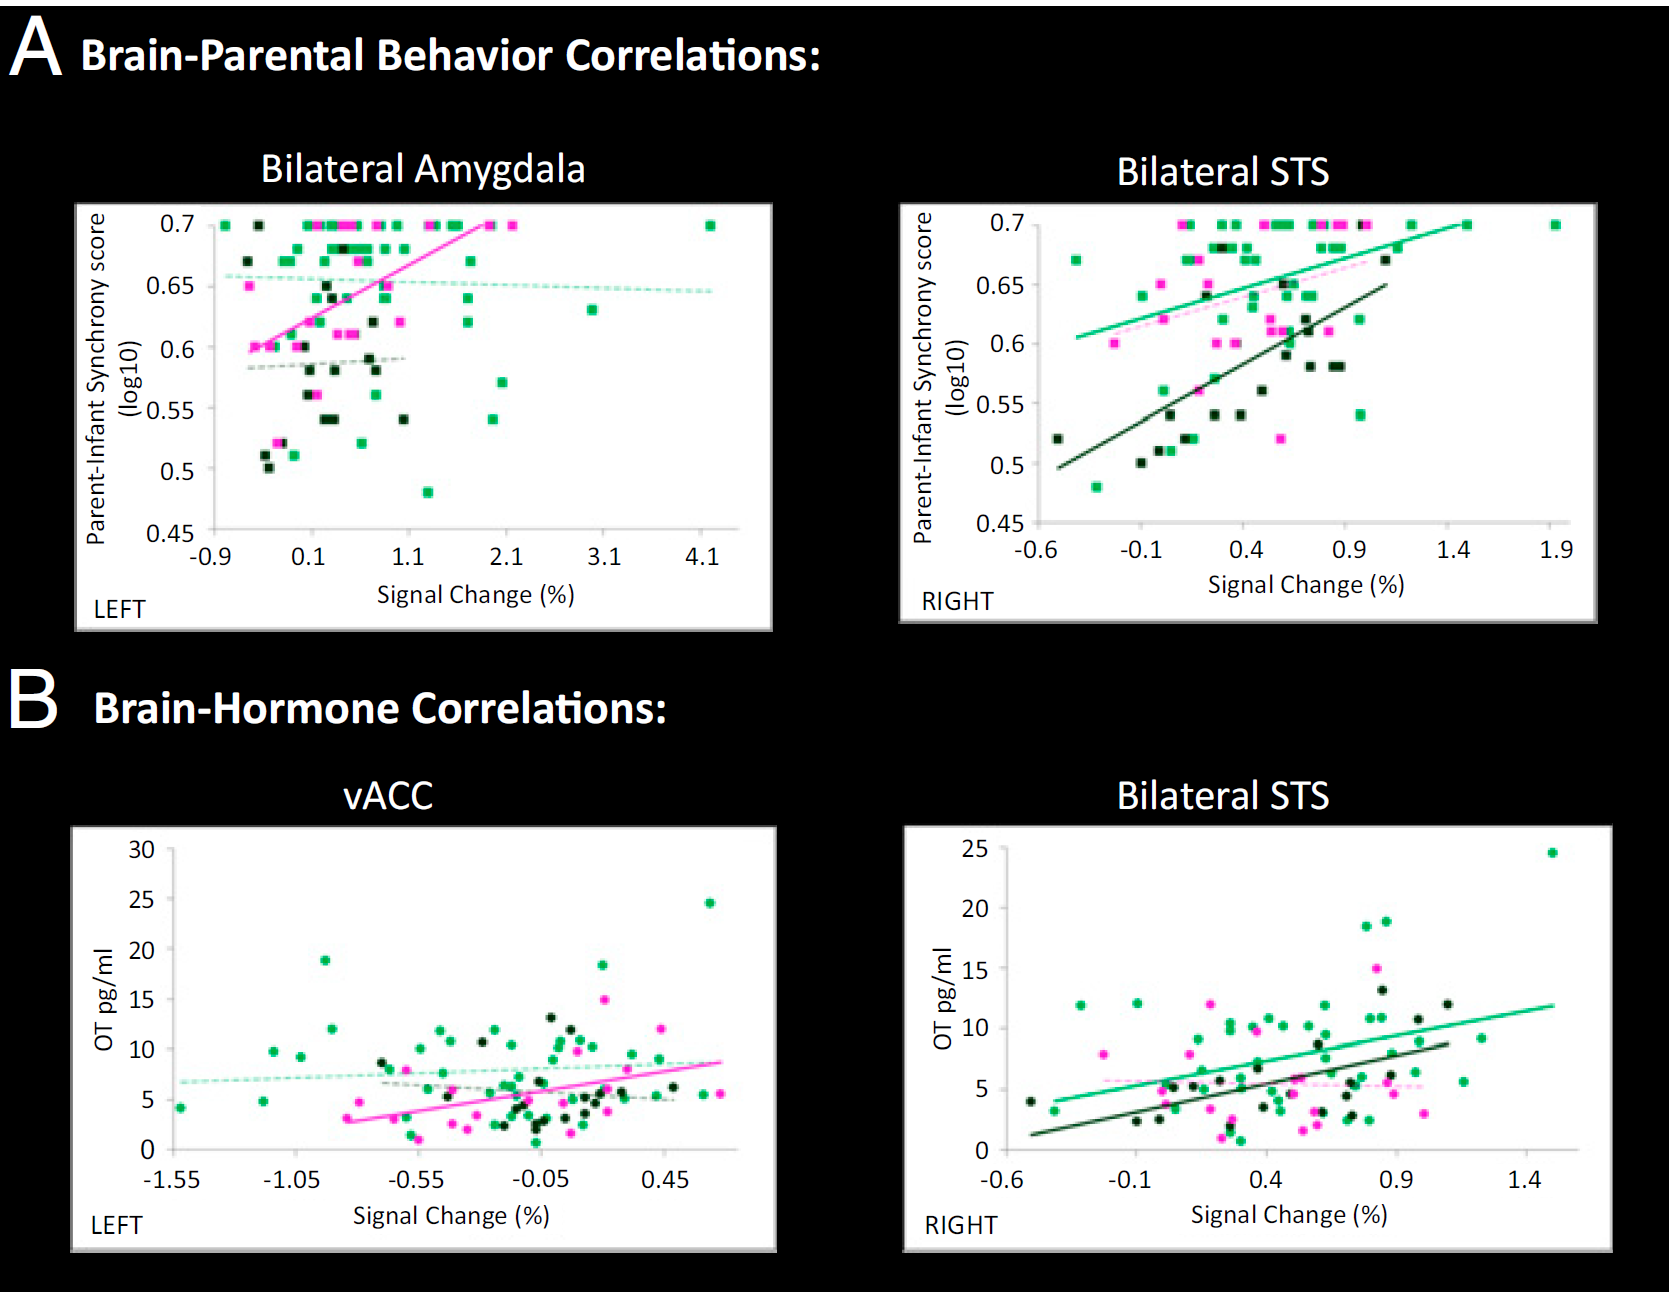 A Brain-Parental Behavior Correlations:
Bilateral Amygdala
Parent-Infant Synchrony score
(log10)
0.7
0.65
0.6
0.55
0.5
0.45
-0.9 0.1 1.1 2.1 3.1 4.1
Signal Change (%)
LEFT
Bilateral STS
Parent-Infant Synchrony score
(log10)
0.7
0.65
0.6
0.55
0.5
0.45
-0.6 -0.1 0.4 0.9 1.4 1.9
Signal Change (%)
RIGHT
B Brain-Hormone Correlations:
vACC
OT pg/ml
30
25
20
15
10
5
0
-1.55 -1.05 -0.55 -0.05 0.45
Signal Change (%)
LEFT
Bilateral STS
OT pg/ml
25
20
15
10
5
0
-0.6 -0.1 0.4 0.9 1.4
Signal Change (%)
RIGHT